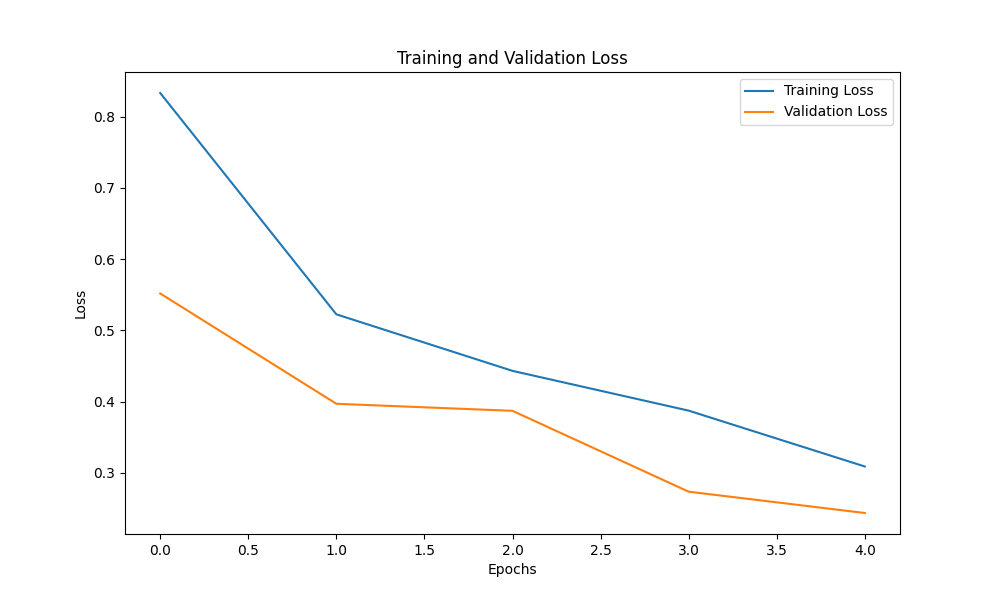 Training and Validation Loss
Training Loss
Validation Loss
0.8
0.7
0.6
0.5
0.4
0.3
Loss
0.0 0.5 1.0 1.5 2.0 2.5 3.0 3.5 4.0
Epochs